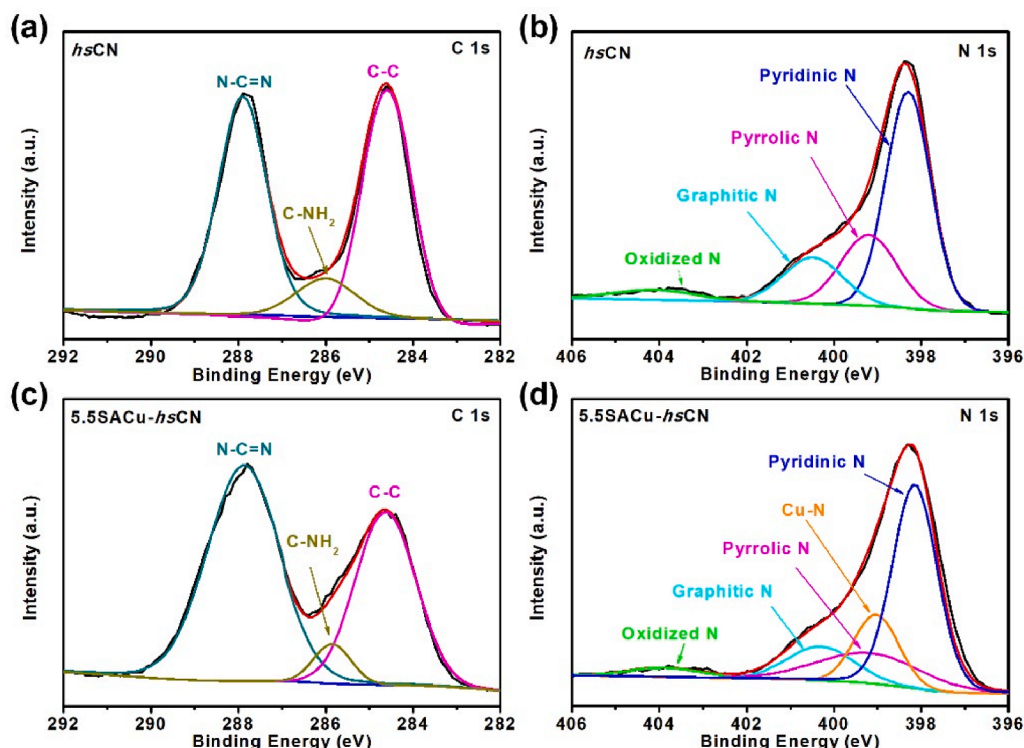 (a)
hsCN
C 1s
N-C=N
C-C
C-NH₂
Intensity (a.u.)
292 290 288 286 284 282
Binding Energy (eV)
(b)
hsCN
N 1s
Pyridinic N
Pyrrolic N
Graphitic N
Oxidized N
Intensity (a.u.)
406 404 402 400 398 396
Binding Energy (eV)
(c)
5.5SACu-hsCN
C 1s
N-C=N
C-C
C-NH₂
Intensity (a.u.)
292 290 288 286 284 282
Binding Energy (eV)
(d)
5.5SACu-hsCN
N 1s
Pyridinic N
Cu-N
Pyrrolic N
Graphitic N
Oxidized N
Intensity (a.u.)
406 404 402 400 398 396
Binding Energy (eV)